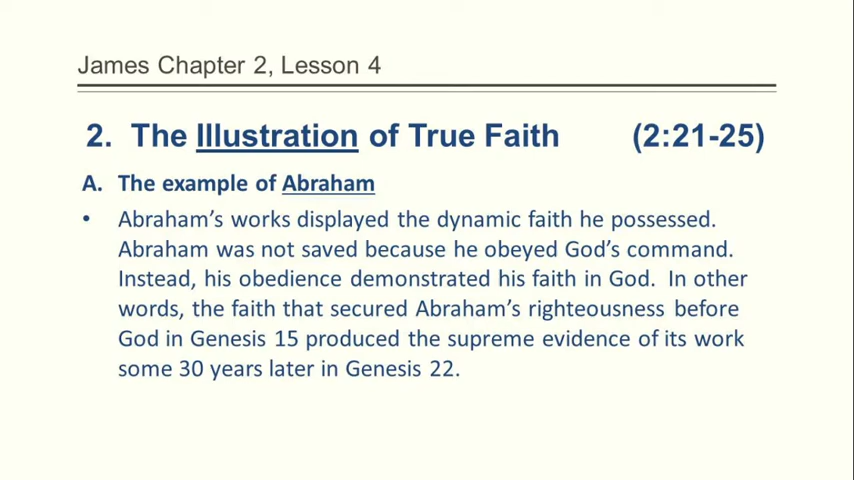 James Chapter 2, Lesson 4
2. The Illustration of True Faith (2:21-25)
A. The example of Abraham
• Abraham’s works displayed the dynamic faith he possessed.
Abraham was not saved because he obeyed God’s command.
Instead, his obedience demonstrated his faith in God. In other
words, the faith that secured Abraham’s righteousness before
God in Genesis 15 produced the supreme evidence of its work
some 30 years later in Genesis 22.